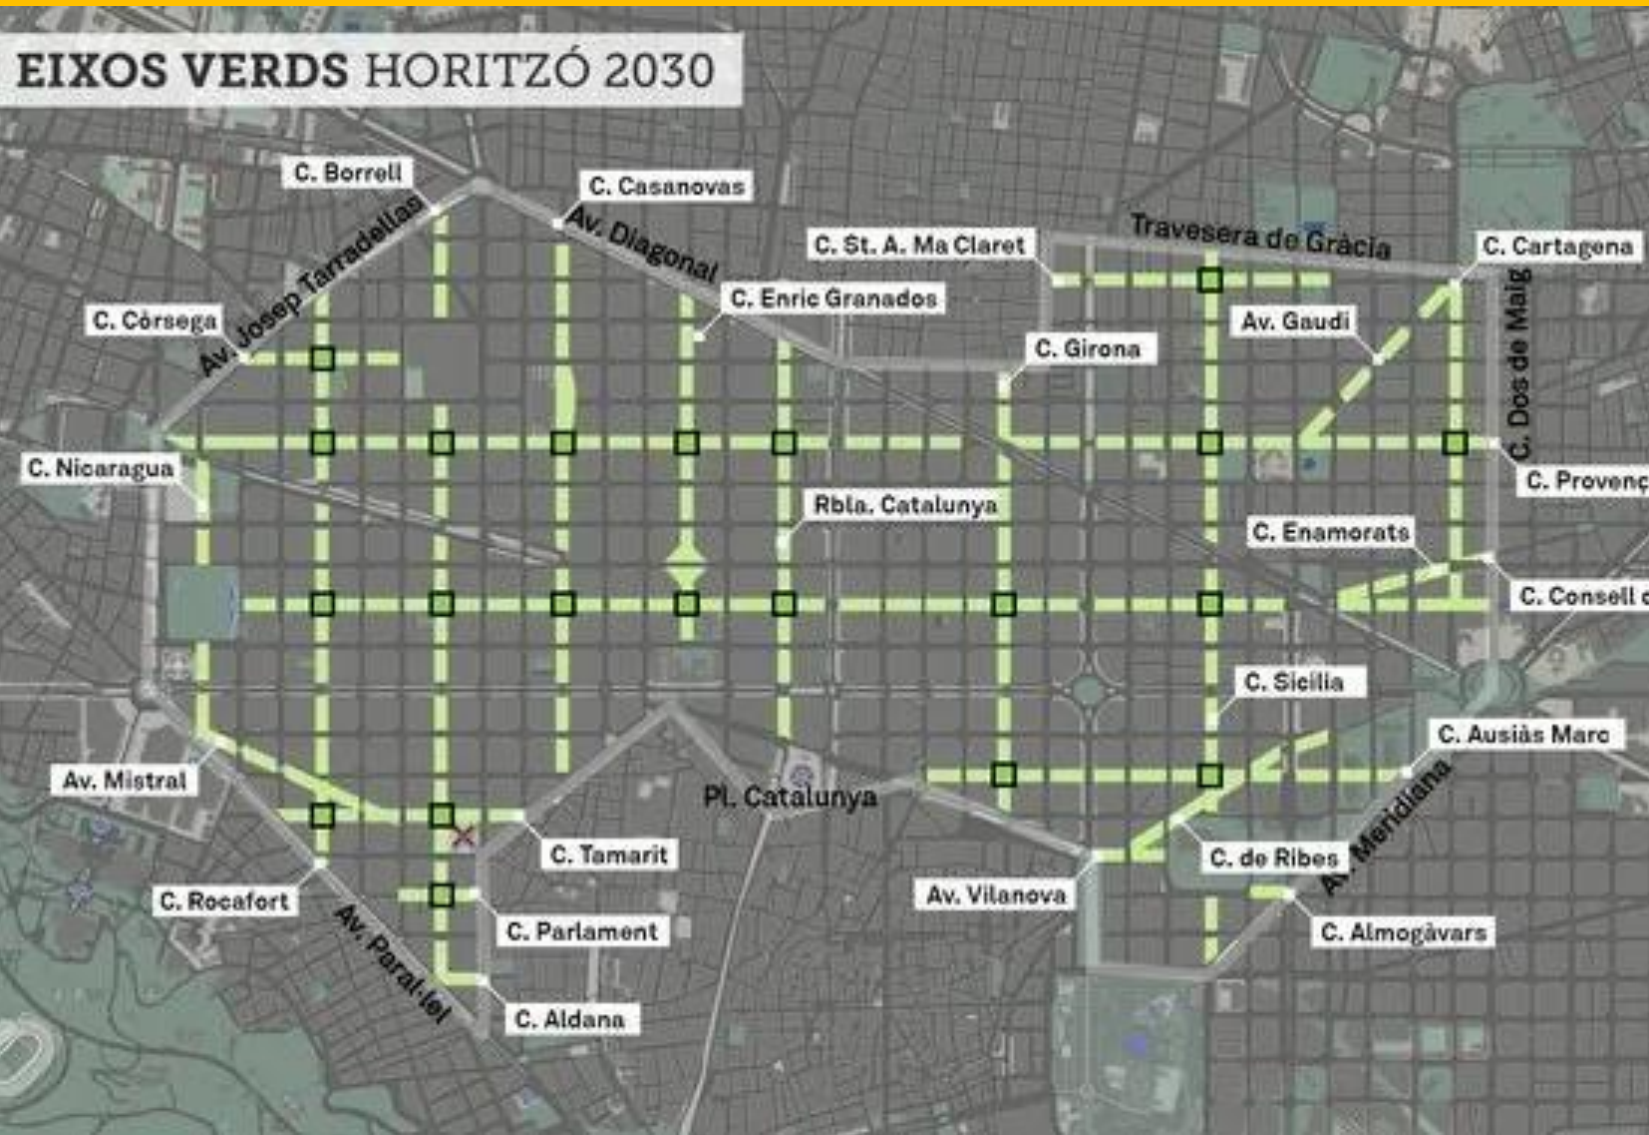 EIXOS VERDS HORITZÓ 2030
C. Borrell
C. Casanovas
Av. Josep Tarradellas
Av. Diagonal
Travesera de Gràcia
C. St. A. Ma Claret
C. Cartagena
C. Enric Granados
C. Còrsega
Av. Gaudi
C. Girona
C. Dos de Maig
C. Nicaragua
C. Provenç
Rbla. Catalunya
C. Enamorats
C. Consell
C. Sicilia
C. Ausiàs Marc
Av. Mistral
Pl. Catalunya
Av. Meridiana
C. Tamarit
C. de Ribes
C. Rocafort
Av. Vilanova
Av. Paral·lel
C. Parlament
C. Almogàvars
C. Aldana